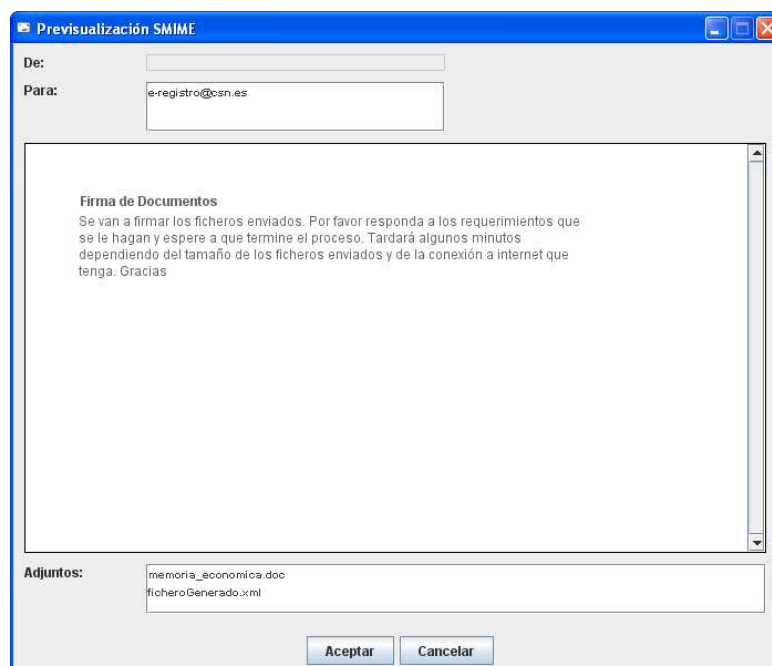 Previsualización SMIME
De:
Para:
e-registro@csn.es
Firma de Documentos
Se van a firmar los ficheros enviados. Por favor responda a los requerimientos que
se le hagan y espere a que termine el proceso. Tardará algunos minutos
dependiendo del tamaño de los ficheros enviados y de la conexión a internet que
tenga. Gracias
Adjuntos:
memoria_economica.doc
ficheroGenerado.xml
Aceptar
Cancelar